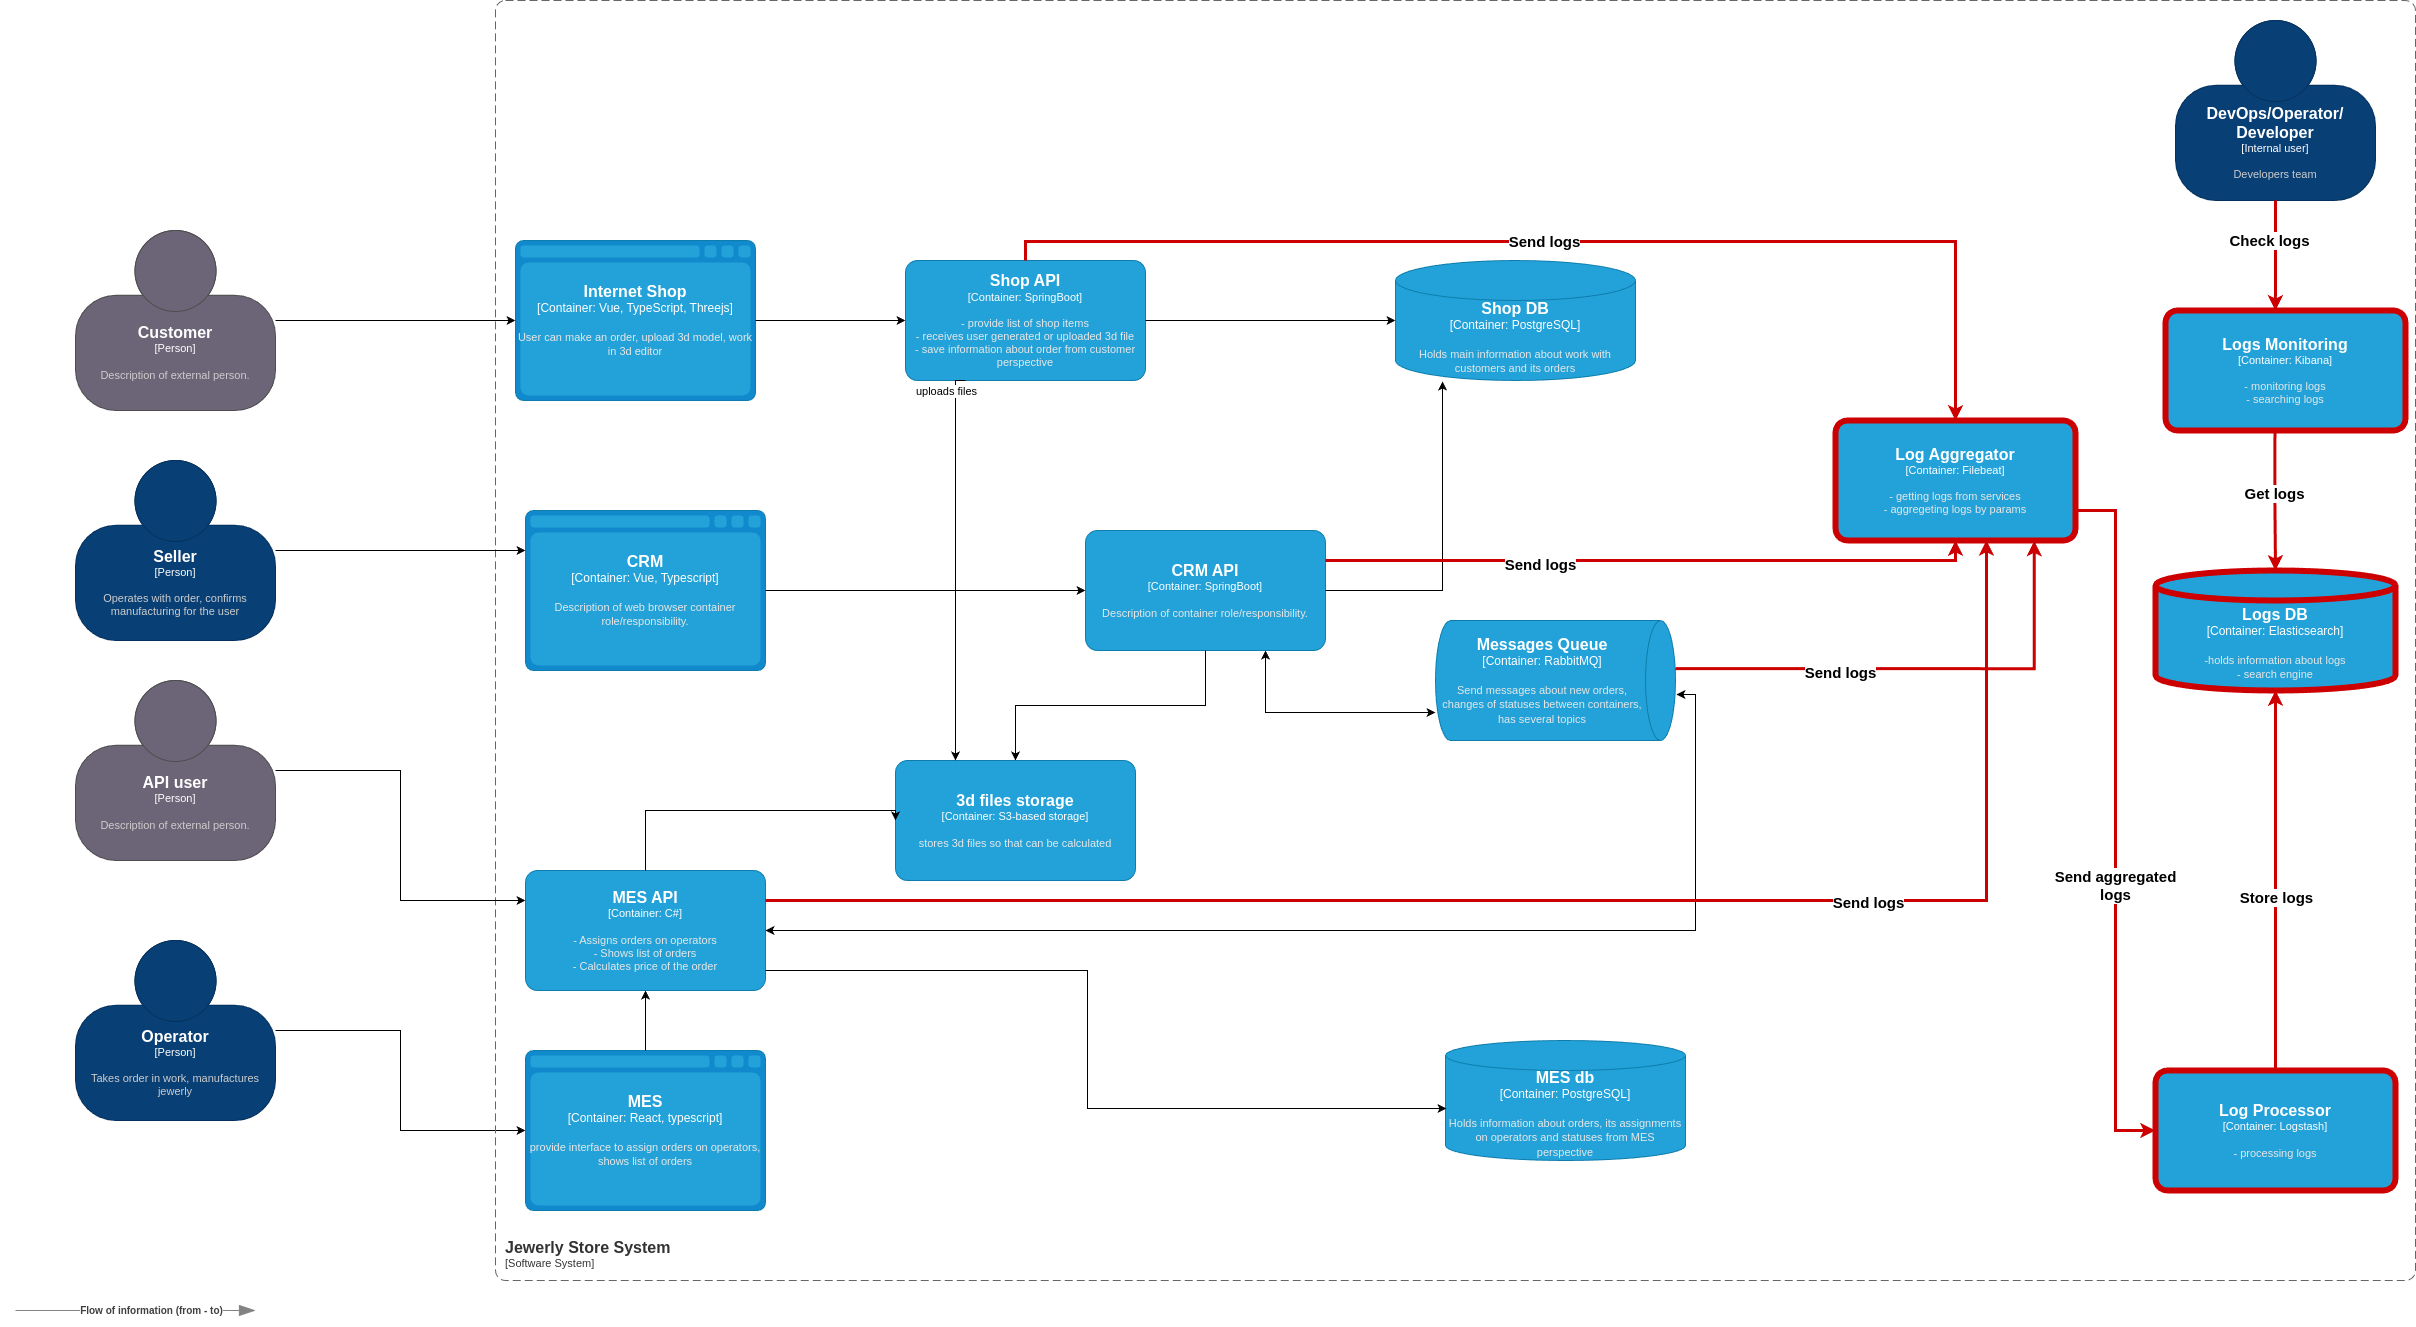 DevOps/Operator/
Developer
[Internal user]
Developers team
Check logs
Send logs
Internet Shop
[Container: Vue, TypeScript, Threejs]
User can make an order, upload 3d model, work
in 3d editor
Shop API
[Container: SpringBoot]
- provide list of shop items
- receives user generated or uploaded 3d file
- save information about order from customer
perspective
uploads files
Shop DB
[Container: PostgreSQL]
Holds main information about work with
customers and its orders
Customer
[Person]
Description of external person.
Logs Monitoring
[Container: Kibana]
- monitoring logs
- searching logs
Log Aggregator
[Container: Filebeat]
- getting logs from services
- aggregeting logs by params
Get logs
Seller
[Person]
Operates with order, confirms
manufacturing for the user
CRM
[Container: Vue, Typescript]
Description of web browser container
role/responsibility.
CRM API
[Container: SpringBoot]
Description of container role/responsibility.
Send logs
Messages Queue
[Container: RabbitMQ]
Send messages about new orders,
changes of statuses between containers,
has several topics
Send logs
Logs DB
[Container: Elasticsearch]
-holds information about logs
- search engine
API user
[Person]
Description of external person.
3d files storage
[Container: S3-based storage]
stores 3d files so that can be calculated
MES API
[Container: C#]
- Assigns orders on operators
- Shows list of orders
- Calculates price of the order
Send logs
Send aggregated
logs
Store logs
Operator
[Person]
Takes order in work, manufactures
jewerly
MES
[Container: React, typescript]
provide interface to assign orders on operators,
shows list of orders
MES db
[Container: PostgreSQL]
Holds information about orders, its assignments
on operators and statuses from MES
perspective
Log Processor
[Container: Logstash]
- processing logs
Jewerly Store System
[Software System]
Flow of information (from - to)